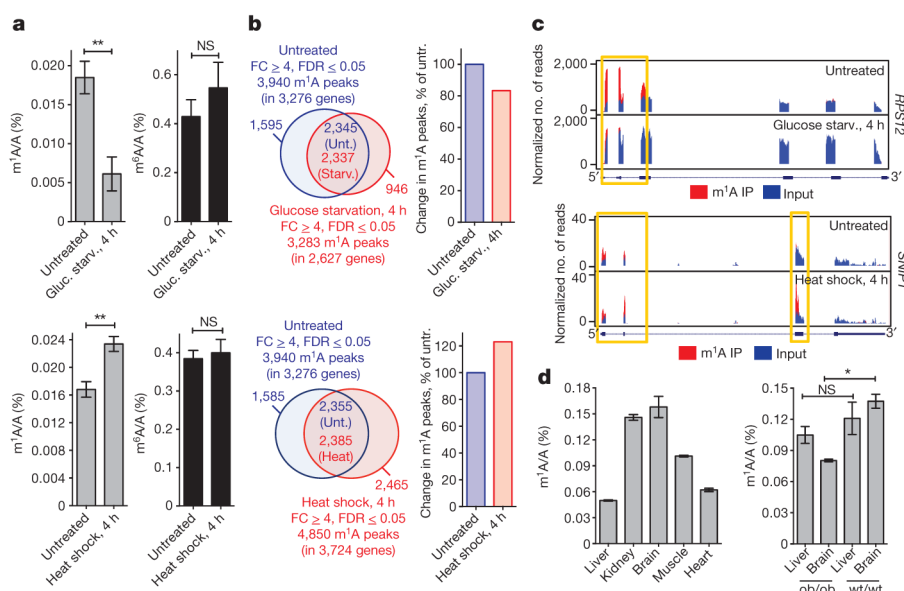 a
**
0.020
0.015
0.010
0.005
0
m1A/A (%)
Untreated
Gluc. starv., 4 h
NS
0.6
0.4
0.2
0
m6A/A (%)
Untreated
Gluc. starv., 4 h
b
Untreated
FC ≥ 4, FDR ≤ 0.05
3,940 m1A peaks
(in 3,276 genes)
1,595
2,345
(Unt.)
2,337
(Starv.)
946
Glucose starvation, 4 h
FC ≥ 4, FDR ≤ 0.05
3,283 m1A peaks
(in 2,627 genes)
Change in m1A peaks, % of untr.
100
80
60
40
20
0
Untreated
Gluc. starv., 4h
c
Normalized no. of reads
2,000
0
2,000
0
Untreated
Glucose starv., 4 h
RPS12
5′
3′
m1A IP
Input
Normalized no. of reads
40
0
40
0
Untreated
Heat shock, 4 h
5′
3′
m1A IP
Input
**
0.024
0.018
0.012
0.006
0
m1A/A (%)
Untreated
Heat shock, 4 h
NS
0.4
0.3
0.2
0.1
0
m6A/A (%)
Untreated
Heat shock, 4 h
Untreated
FC ≥ 4, FDR ≤ 0.05
3,940 m1A peaks
(in 3,276 genes)
1,585
2,355
(Unt.)
2,385
(Heat)
2,465
Heat shock, 4 h
FC ≥ 4, FDR ≤ 0.05
4,850 m1A peaks
(in 3,724 genes)
Change in m1A peaks, % of untr.
120
100
80
60
40
20
0
Untreated
Heat shock, 4 h
d
m1A/A (%)
0.15
0.12
0.09
0.06
0.03
Liver
Kidney
Brain
Muscle
Heart
*
NS
m1A/A (%)
0.15
0.12
0.09
0.06
0.03
0.00
Liver
Brain
Liver
Brain
ob/ob
wt/wt